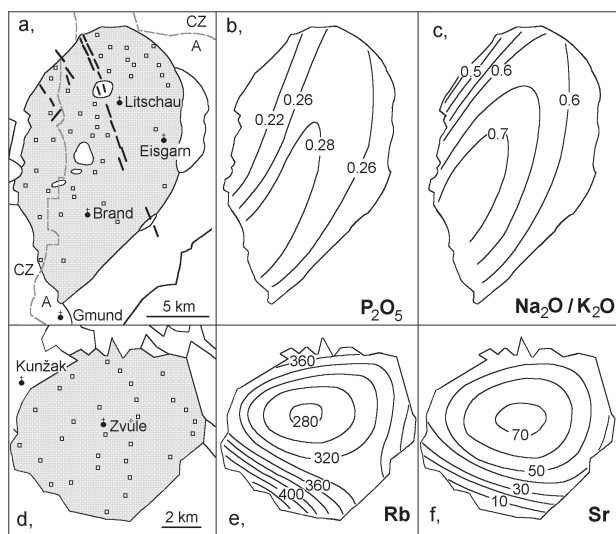 a,
CZ
A
Litschau
Eisgarn
Brand
CZ
A
Gmund
5 km
b,
0.22
0.26
0.28
0.26
P2O5
c,
0.5
0.6
0.6
0.7
Na2O / K2O
Kunžak
Zvůle
d,
2 km
360
280
320
360
400
e,
Rb
70
50
30
10
f,
Sr